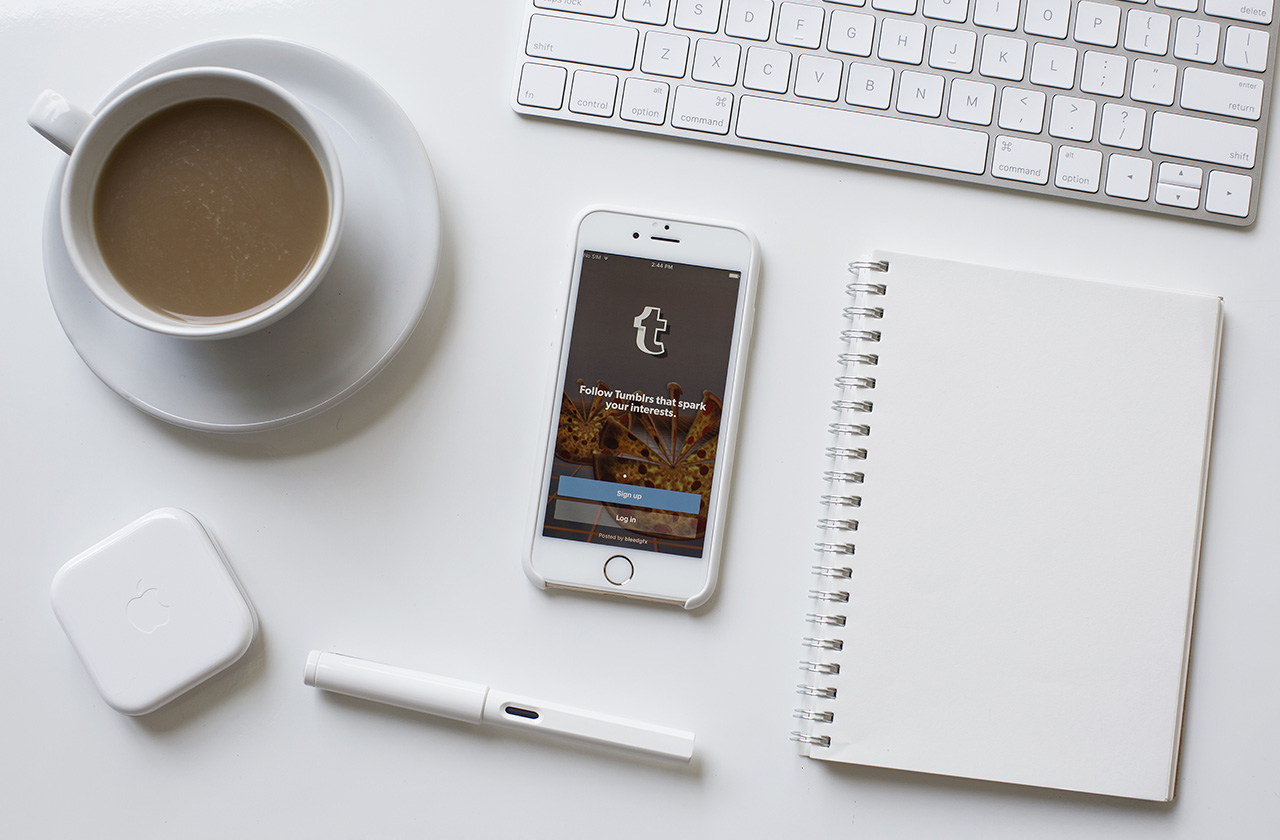 caps lock
A S D F G H J K L
delete
O P { [ } ] | \
shift Z X C V B N M < , > . ? / shift
: ; " '
enter return
fn control alt option ⌘ command
⌘ command alt option
No SIM
2:44 PM
t
Follow Tumblrs that spark
your interests.
Sign up
Log in
Posted by bleedgfx